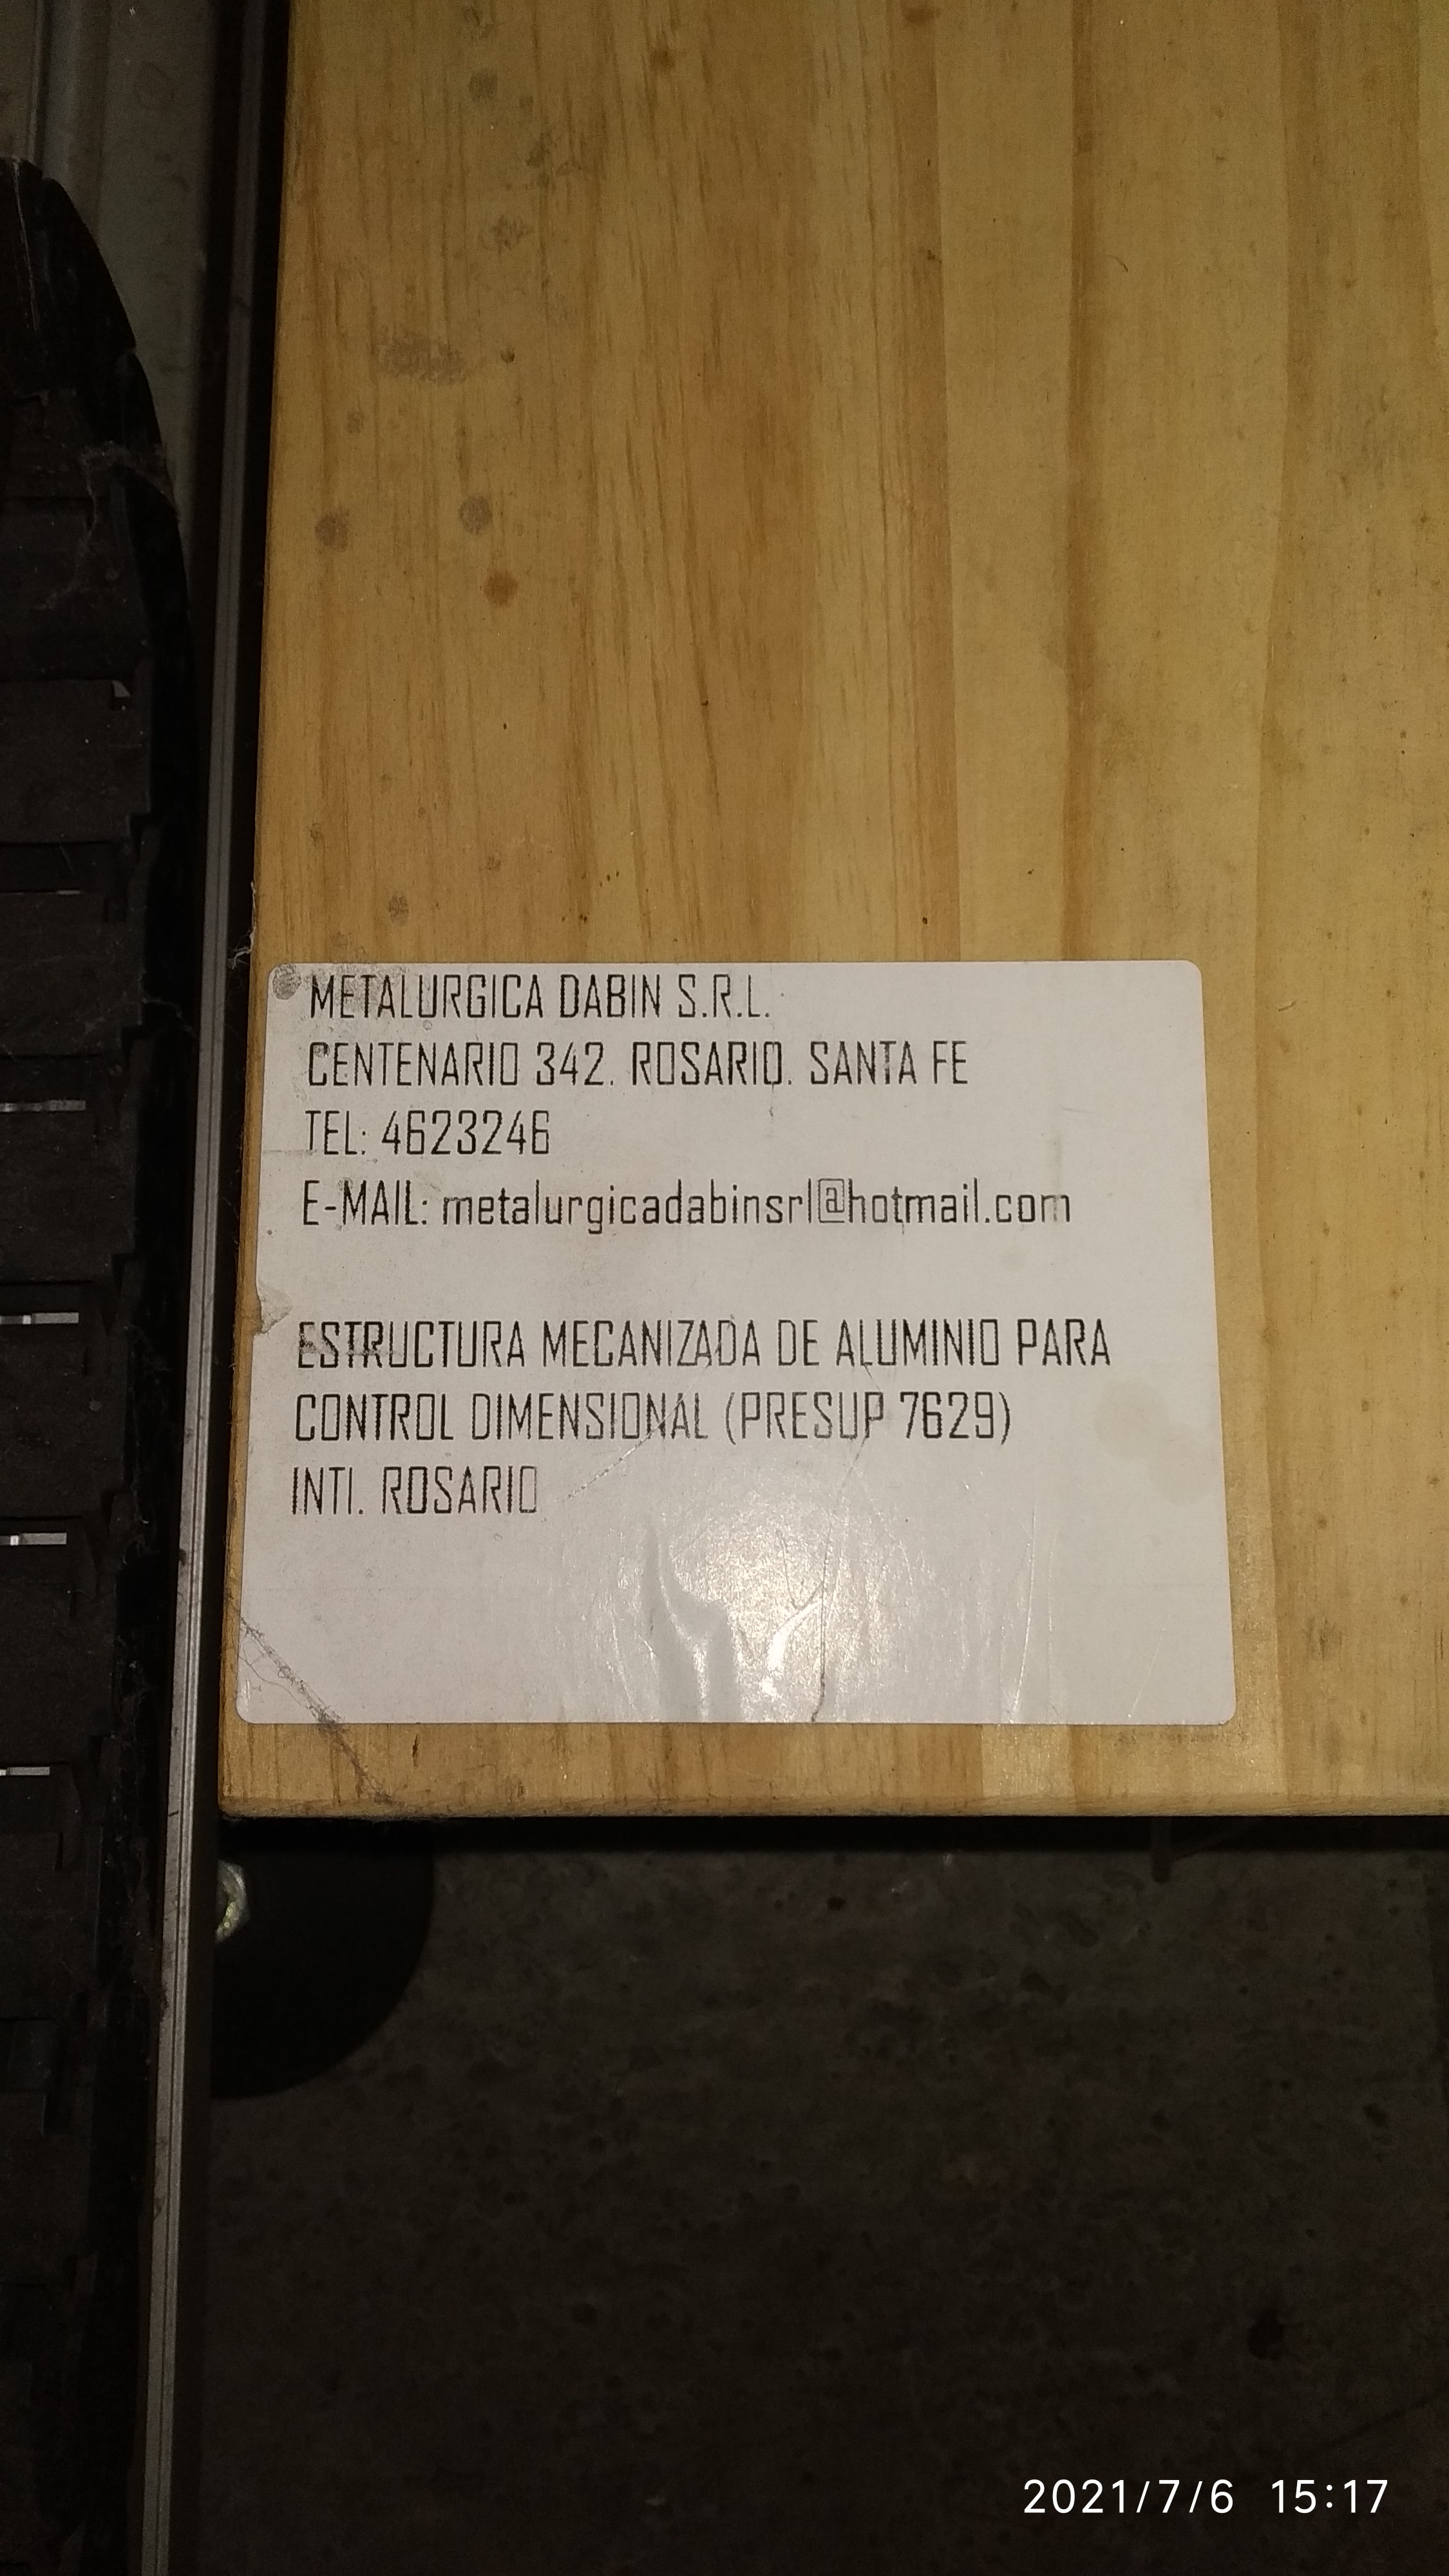 METALURGICA DABIN S.R.L.
CENTENARIO 342. ROSARIO. SANTA FE
TEL: 4623246
E-MAIL: metalurgicadabinsrl@hotmail.com
ESTRUCTURA MECANIZADA DE ALUMINIO PARA
CONTROL DIMENSIONAL (PRESUP 7629)
INTI. ROSARIO
2021/7/6 15:17